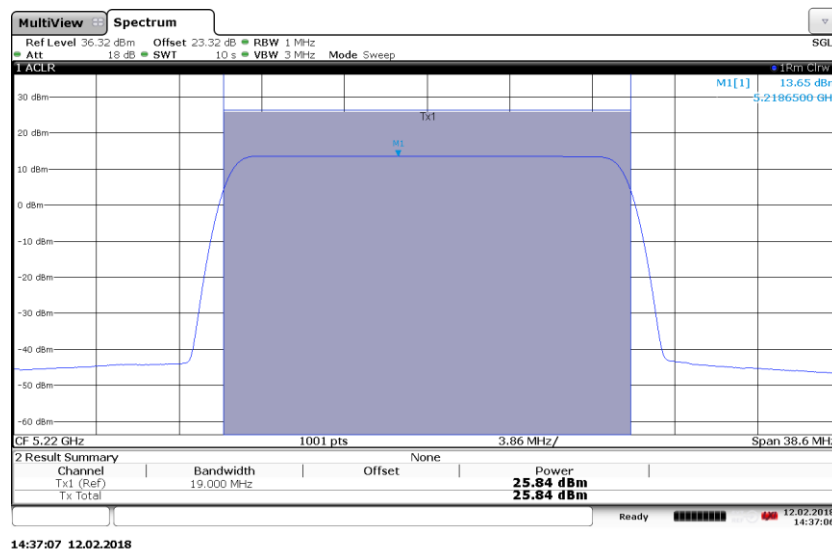 MultiView Spectrum
Ref Level 36.32 dBm Offset 23.32 dB RBW 1 MHz SGL
Att 18 dB SWT 10 s VBW 3 MHz Mode Sweep
1 ACLR 1Rm Clrw
M1[1] 13.65 dBm
5.2186500 GH
30 dBm
Tx1
20 dBm
M1
10 dBm
0 dBm
-10 dBm
-20 dBm
-30 dBm
-40 dBm
-50 dBm
-60 dBm
CF 5.22 GHz 1001 pts 3.86 MHz/ Span 38.6 MHz
2 Result Summary None
Channel Bandwidth Offset Power
Tx1 (Ref) 19.000 MHz 25.84 dBm
Tx Total 25.84 dBm
Ready 12.02.2018
14:37:06
14:37:07 12.02.2018